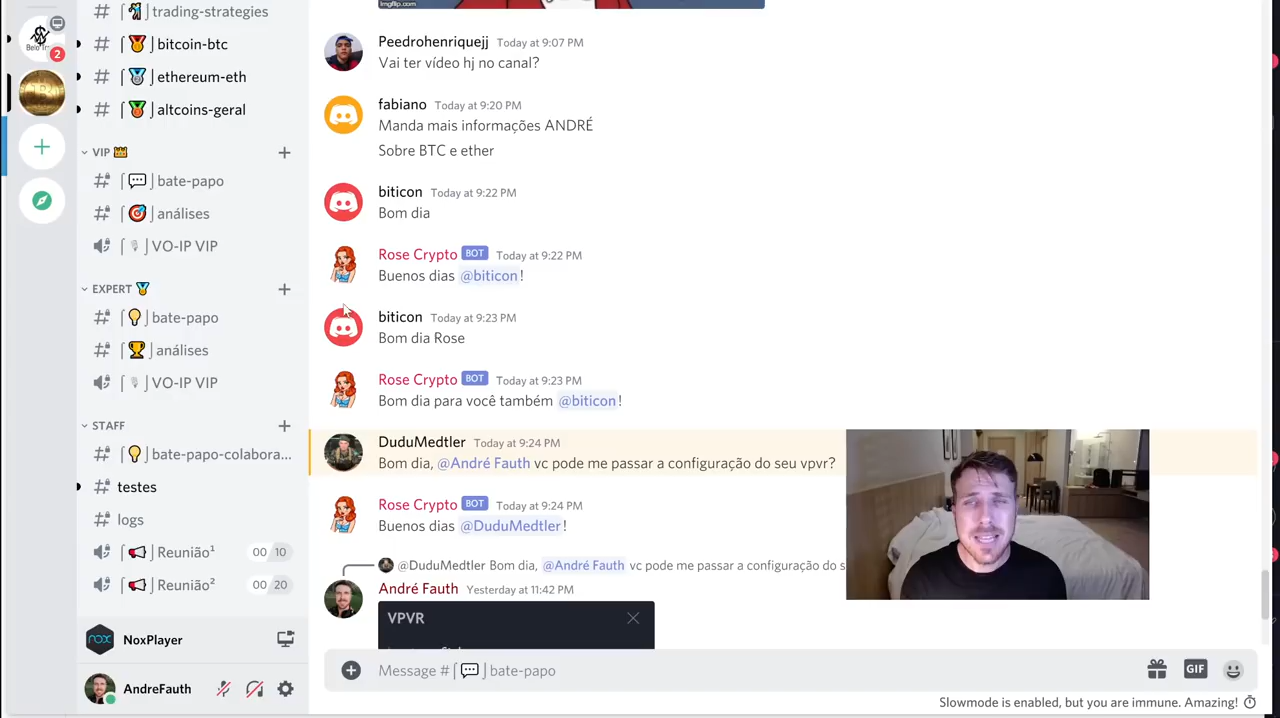 imgflip.com
trading-strategies
bitcoin-btc
ethereum-eth
altcoins-geral
VIP
bate-papo
análises
VO-IP VIP
EXPERT
bate-papo
análises
VO-IP VIP
STAFF
bate-papo-colabora...
testes
logs
Reunião¹ 00 10
Reunião² 00 20
NOX NoxPlayer
AndreFauth
2
Peedrohenriquejj Today at 9:07 PM
Vai ter vídeo hj no canal?
fabiano Today at 9:20 PM
Manda mais informações ANDRÉ
Sobre BTC e ether
biticon Today at 9:22 PM
Bom dia
Rose Crypto BOT Today at 9:22 PM
Buenos dias @biticon!
biticon Today at 9:23 PM
Bom dia Rose
Rose Crypto BOT Today at 9:23 PM
Bom dia para você também @biticon!
DuduMedtler Today at 9:24 PM
Bom dia, @André Fauth vc pode me passar a configuração do seu vpvr?
Rose Crypto BOT Today at 9:24 PM
Buenos dias @DuduMedtler!
@DuduMedtler Bom dia, @André Fauth vc pode me passar a configuração do s
André Fauth Yesterday at 11:42 PM
VPVR
Message # bate-papo
GIF
Slowmode is enabled, but you are immune. Amazing!